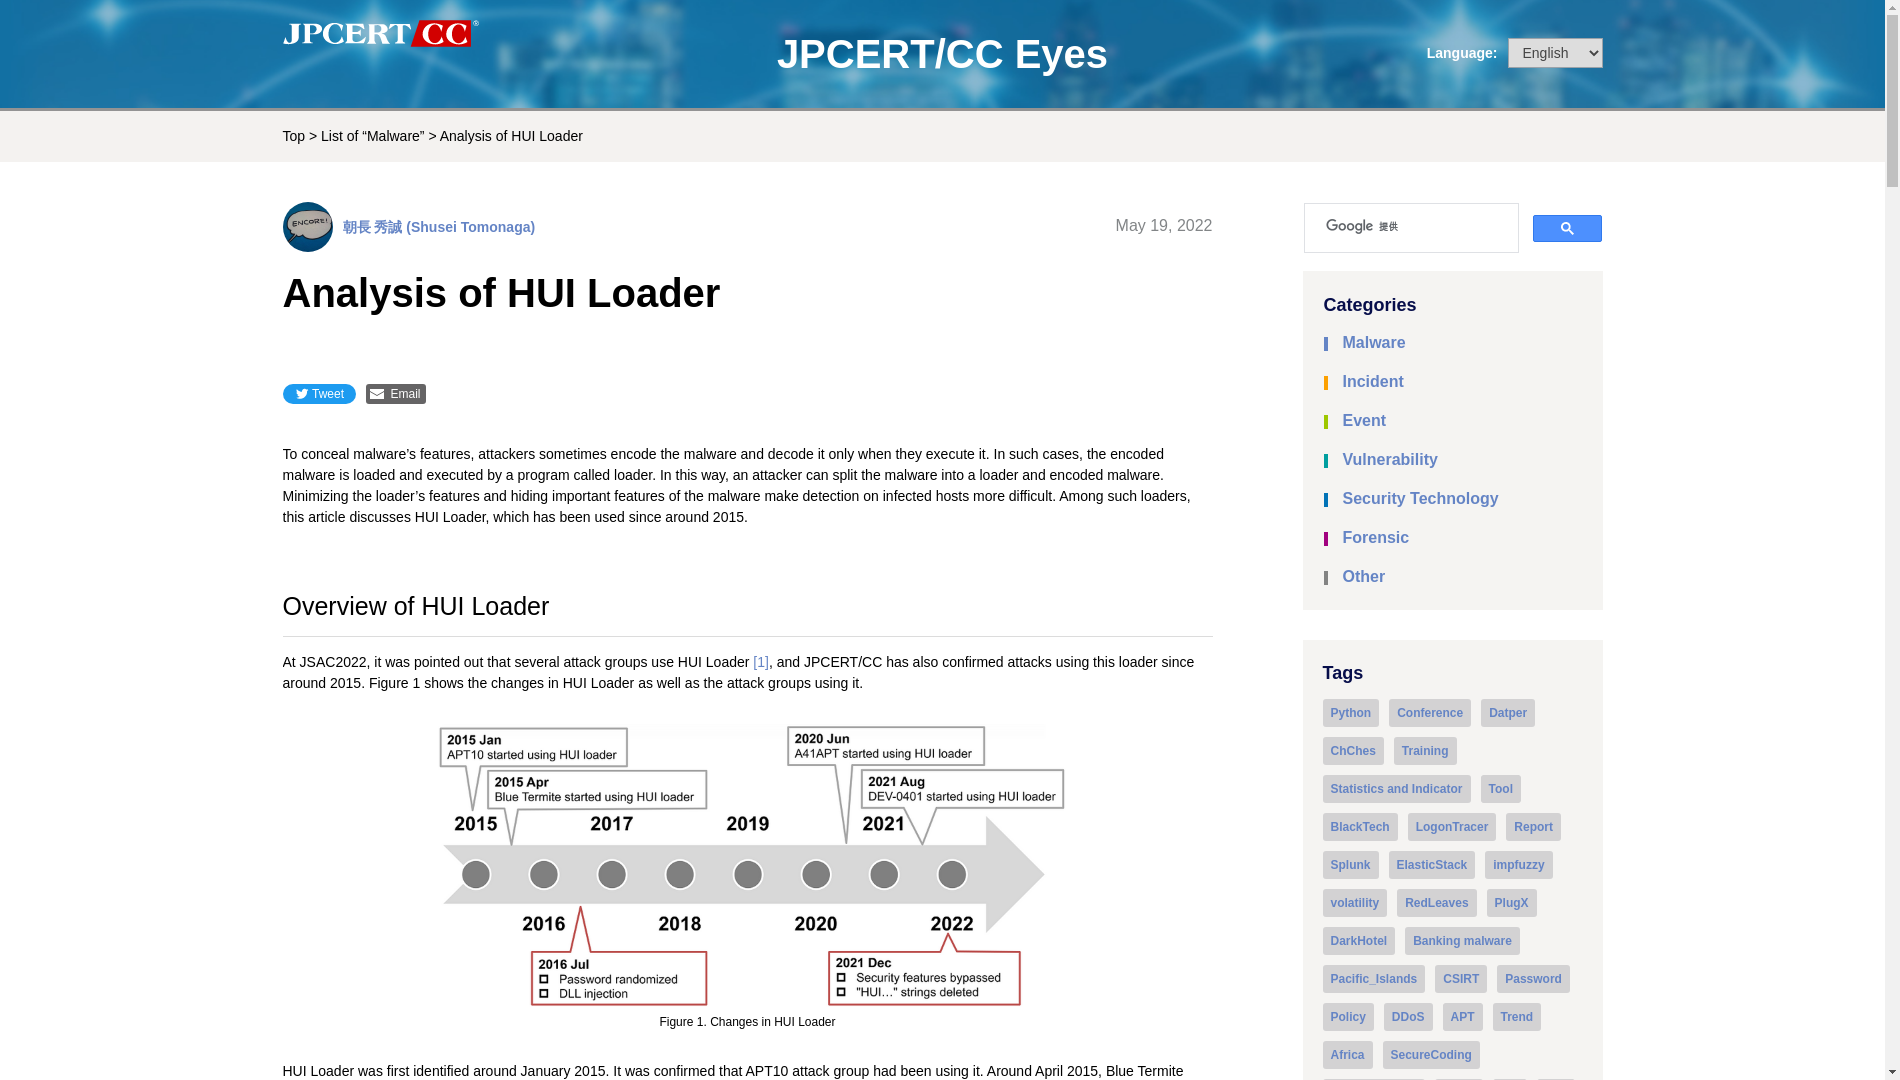 JPCERT CC®
JPCERT/CC Eyes
Language: English
Top > List of “Malware” > Analysis of HUI Loader
ENCORE!
朝長 秀誠 (Shusei Tomonaga)
May 19, 2022
Analysis of HUI Loader
Tweet
Email
To conceal malware’s features, attackers sometimes encode the malware and decode it only when they execute it. In such cases, the encoded
malware is loaded and executed by a program called loader. In this way, an attacker can split the malware into a loader and encoded malware.
Minimizing the loader’s features and hiding important features of the malware make detection on infected hosts more difficult. Among such loaders,
this article discusses HUI Loader, which has been used since around 2015.
Overview of HUI Loader
At JSAC2022, it was pointed out that several attack groups use HUI Loader [1], and JPCERT/CC has also confirmed attacks using this loader since
around 2015. Figure 1 shows the changes in HUI Loader as well as the attack groups using it.
2015 Jan
APT10 started using HUI loader
2015 Apr
Blue Termite started using HUI loader
2020 Jun
A41APT started using HUI loader
2021 Aug
DEV-0401 started using HUI loader
2015 2017 2019 2021
2016 2018 2020 2022
2016 Jul
Password randomized
DLL injection
2021 Dec
Security features bypassed
"HUI…" strings deleted
Figure 1. Changes in HUI Loader
HUI Loader was first identified around January 2015. It was confirmed that APT10 attack group had been using it. Around April 2015, Blue Termite
Google 提供
Categories
Malware
Incident
Event
Vulnerability
Security Technology
Forensic
Other
Tags
Python Conference Datper
ChChes Training
Statistics and Indicator Tool
BlackTech LogonTracer Report
Splunk ElasticStack impfuzzy
volatility RedLeaves PlugX
DarkHotel Banking malware
Pacific_Islands CSIRT Password
Policy DDoS APT Trend
Africa SecureCoding